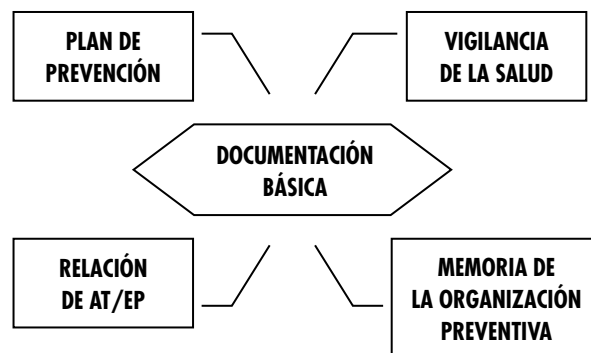 PLAN DE
PREVENCIÓN
VIGILANCIA
DE LA SALUD
DOCUMENTACIÓN
BÁSICA
RELACIÓN
DE AT/EP
MEMORIA DE
LA ORGANIZACIÓN
PREVENTIVA